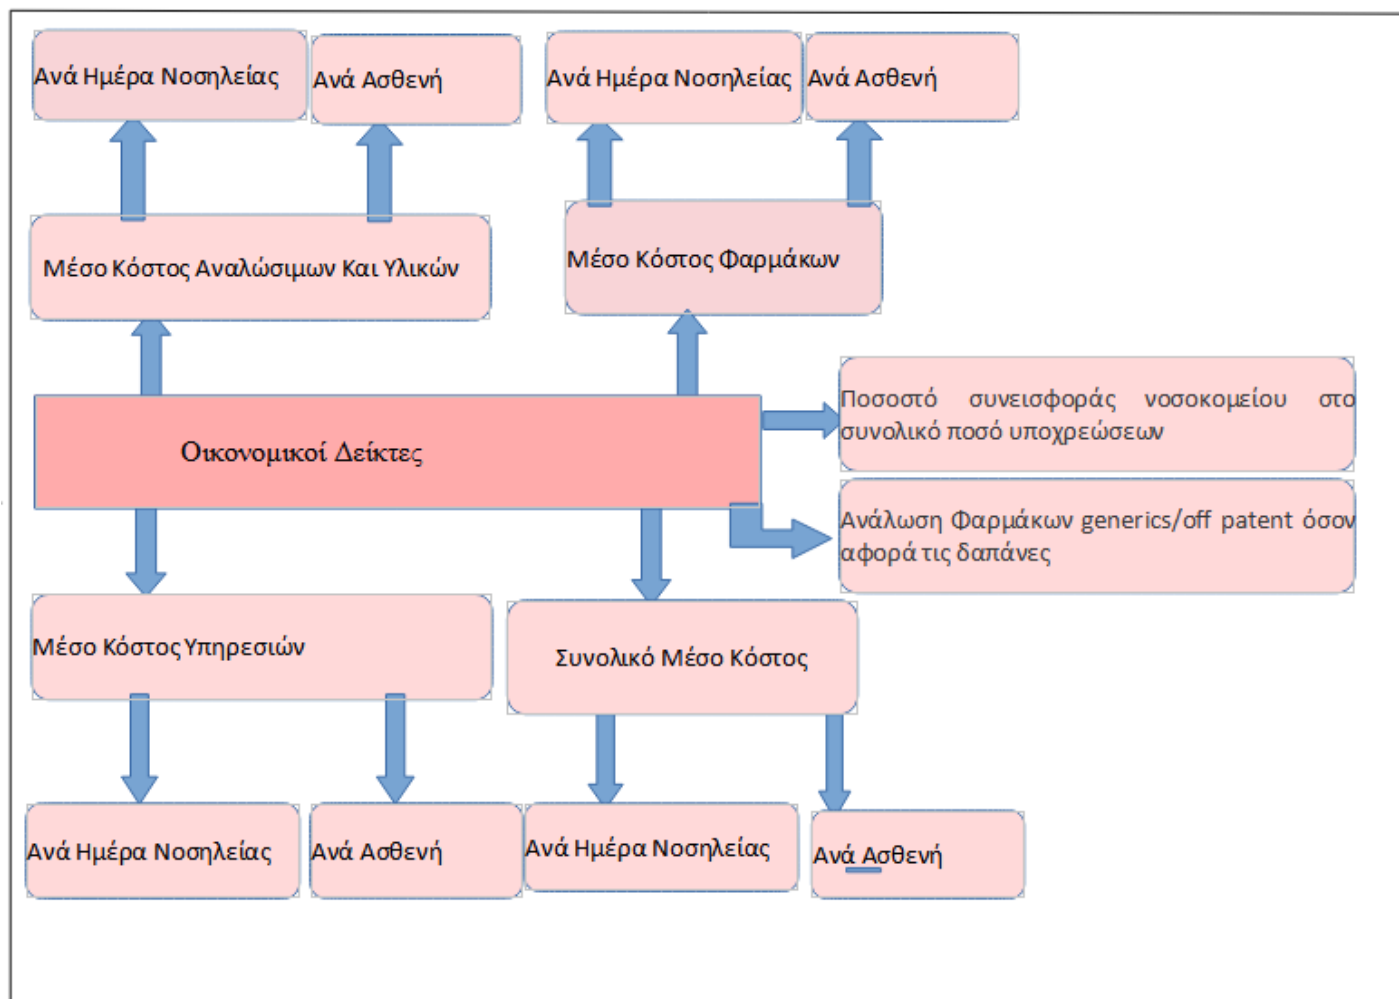 Ανά Ημέρα Νοσηλείας
Ανά Ασθενή
Ανά Ημέρα Νοσηλείας
Ανά Ασθενή
Μέσο Κόστος Αναλώσιμων Και Υλικών
Μέσο Κόστος Φαρμάκων
Οικονομικοί Δείκτες
Ποσοστό συνεισφοράς νοσοκομείου στο
συνολικό ποσό υποχρεώσεων
Ανάλωση Φαρμάκων generics/off patent όσον
αφορά τις δαπάνες
Μέσο Κόστος Υπηρεσιών
Συνολικό Μέσο Κόστος
Ανά Ημέρα Νοσηλείας
Ανά Ασθενή
Ανά Ημέρα Νοσηλείας
Ανά Ασθενή